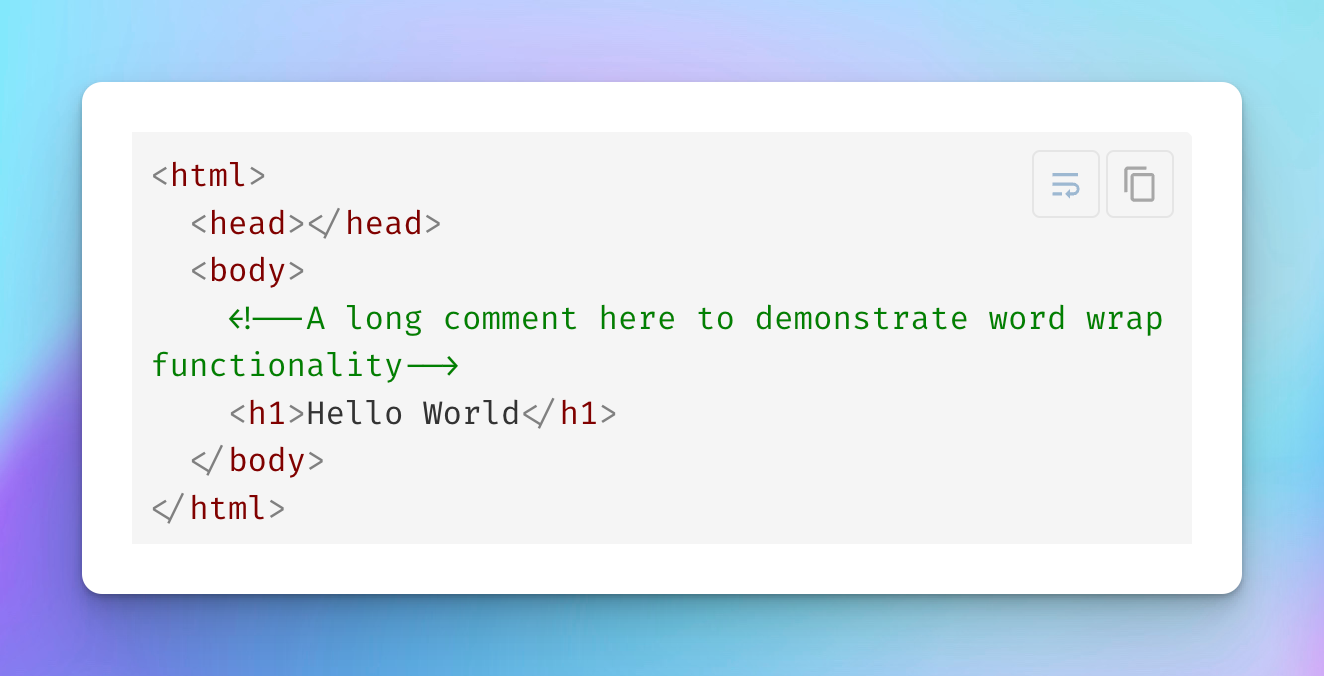 <html>
  <head></head>
  <body>
    <!--A long comment here to demonstrate word wrap
functionality-->
    <h1>Hello World</h1>
  </body>
</html>